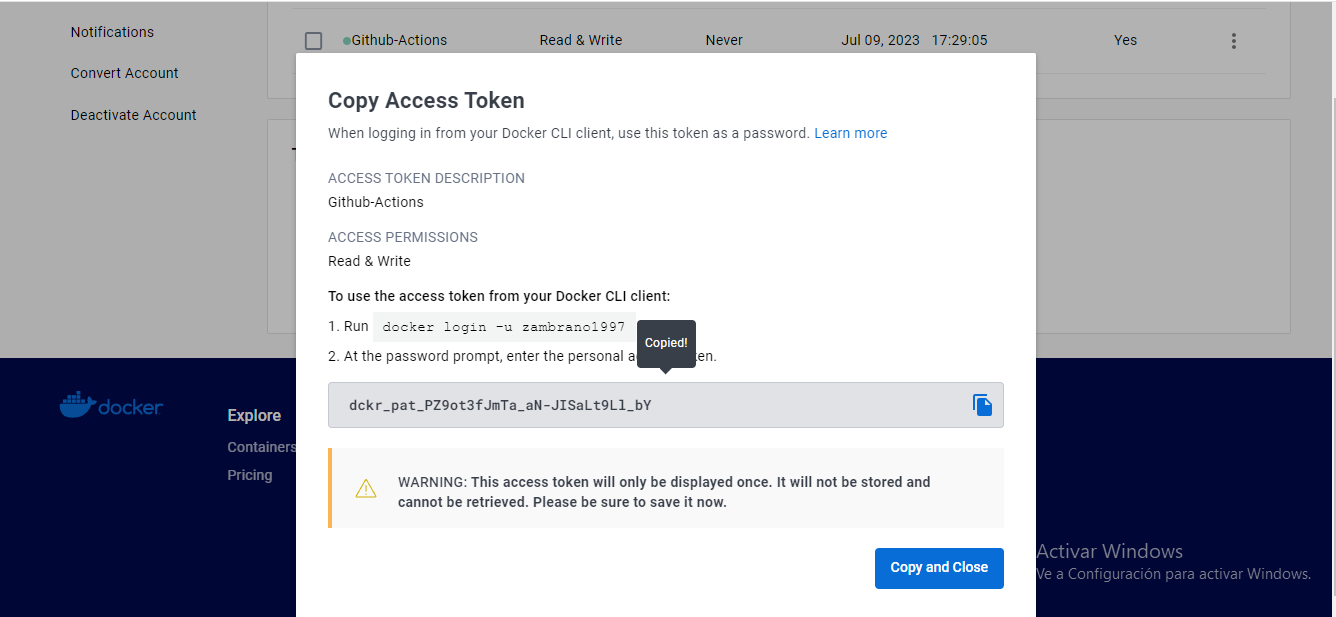 Notifications
Convert Account
Deactivate Account
Github-Actions Read & Write Never Jul 09, 2023 17:29:05 Yes
Copy Access Token
When logging in from your Docker CLI client, use this token as a password. Learn more
ACCESS TOKEN DESCRIPTION
Github-Actions
ACCESS PERMISSIONS
Read & Write
To use the access token from your Docker CLI client:
1. Run docker login -u zambrano1997
Copied!
2. At the password prompt, enter the personal
dckr_pat_PZ9ot3fJmTa_aN-JISaLt9Ll_bY
WARNING: This access token will only be displayed once. It will not be stored and
cannot be retrieved. Please be sure to save it now.
Copy and Close
docker
Explore
Containers
Pricing
Activar Windows
Ve a Configuración para activar Windows.